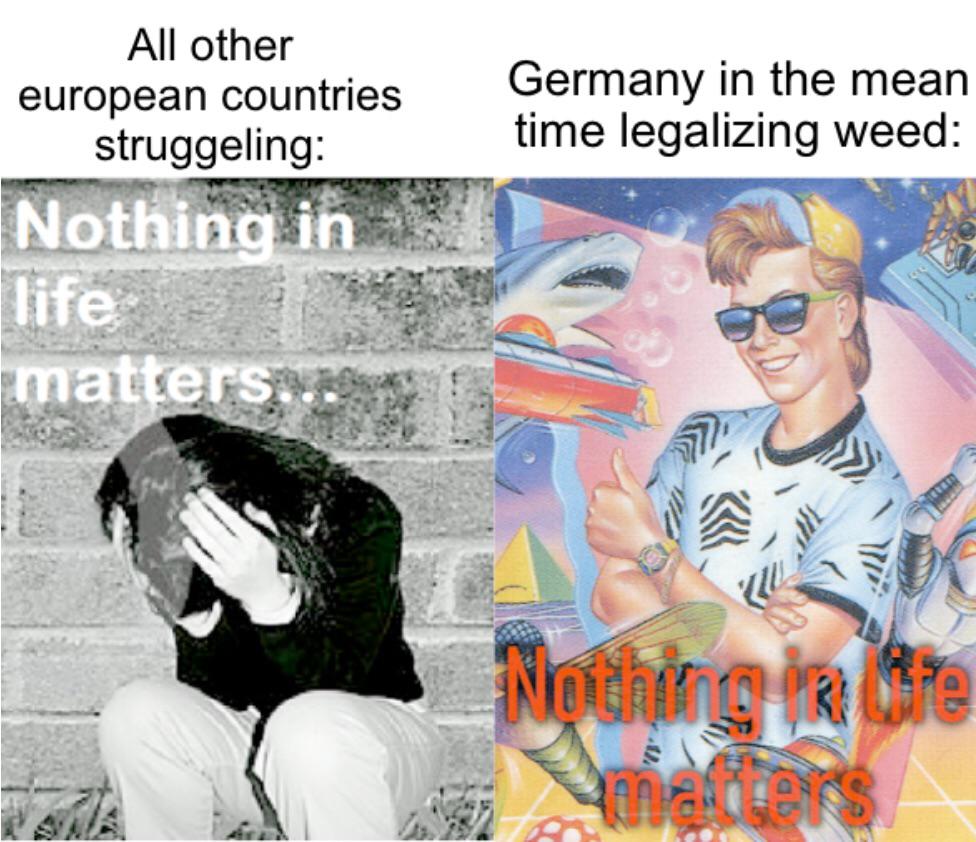 All other
european countries
struggeling:
Germany in the mean
time legalizing weed:
Nothing in
life
matters...
Nothing in life
matters